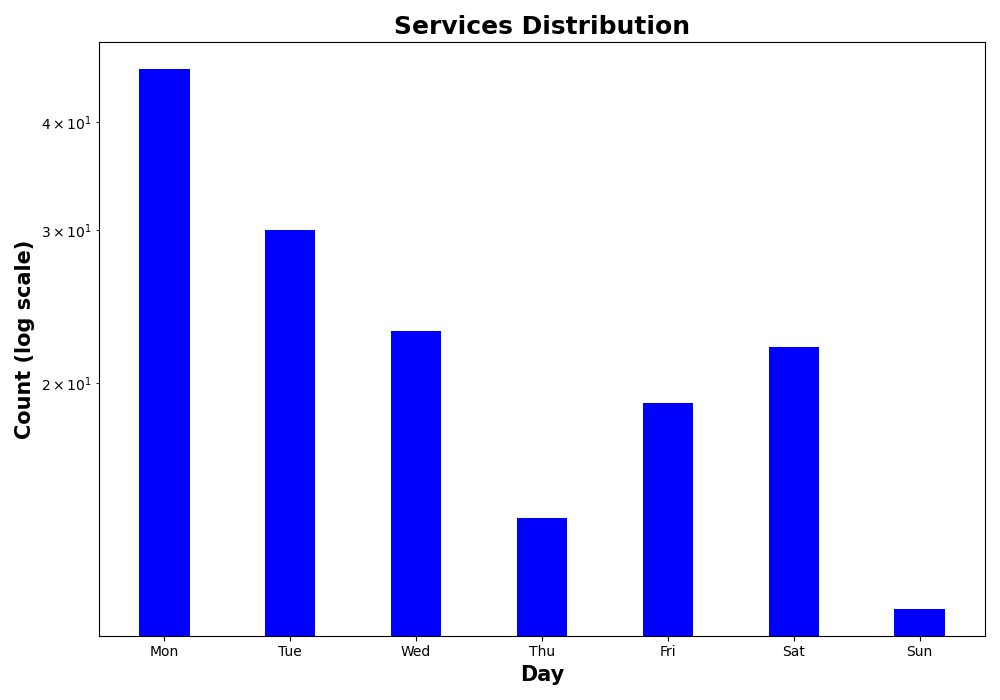 Services Distribution
Count (log scale)
4 × 10¹
3 × 10¹
2 × 10¹
Mon Tue Wed Thu Fri Sat Sun
Day